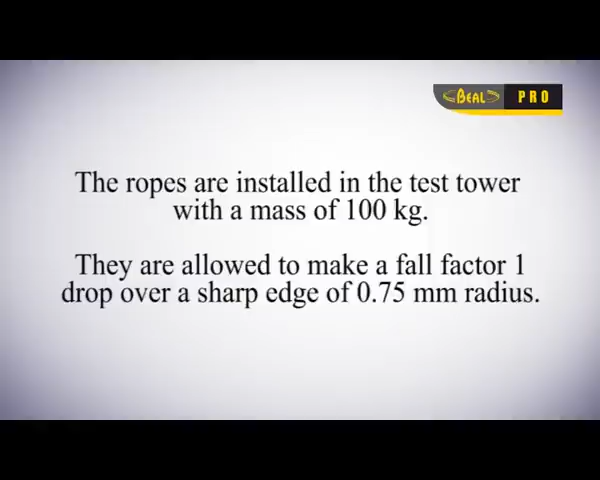 BEAL PRO
The ropes are installed in the test tower
with a mass of 100 kg.
They are allowed to make a fall factor 1
drop over a sharp edge of 0.75 mm radius.